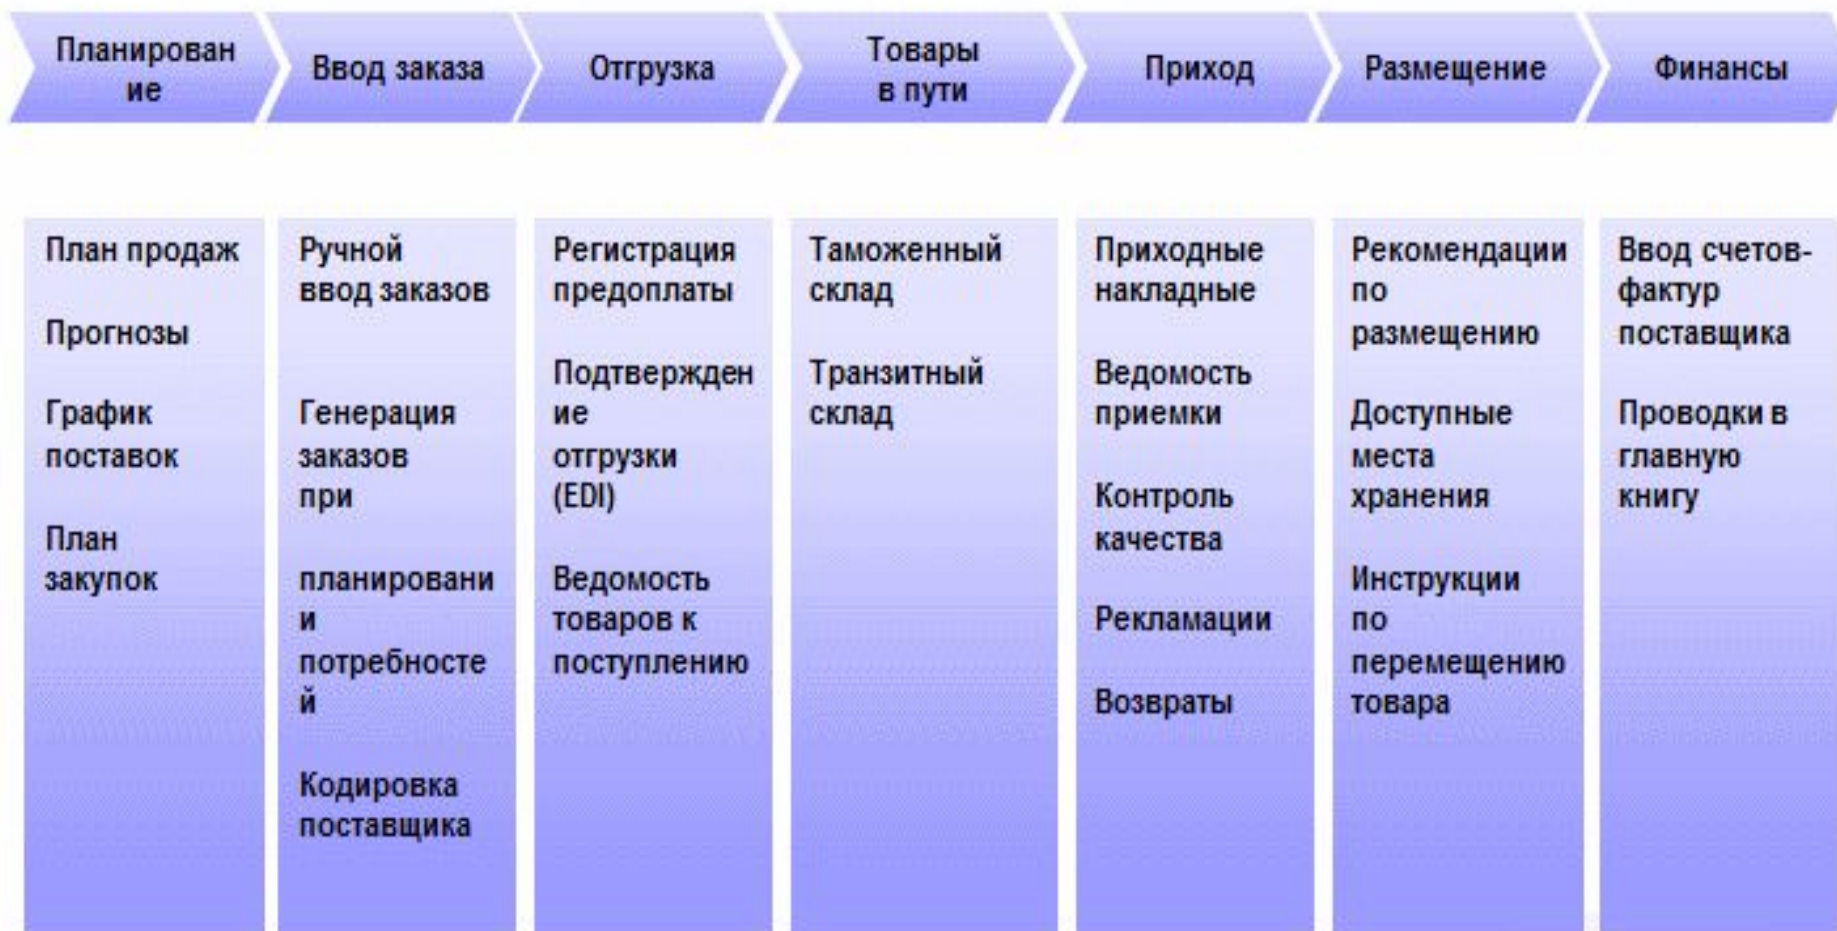 Планирован
ие
Ввод заказа
Отгрузка
Товары
в пути
Приход
Размещение
Финансы
План продаж
Прогнозы
График
поставок
План
закупок
Ручной
ввод заказов
Генерация
заказов
при
планировани
и
потребносте
й
Кодировка
поставщика
Регистрация
предоплаты
Подтвержден
ие
отгрузки
(EDI)
Ведомость
товаров к
поступлению
Таможенный
склад
Транзитный
склад
Приходные
накладные
Ведомость
приемки
Контроль
качества
Рекламации
Возвраты
Рекомендации
по
размещению
Доступные
места
хранения
Инструкции
по
перемещению
товара
Ввод счетов-
фактур
поставщика
Проводки в
главную
книгу